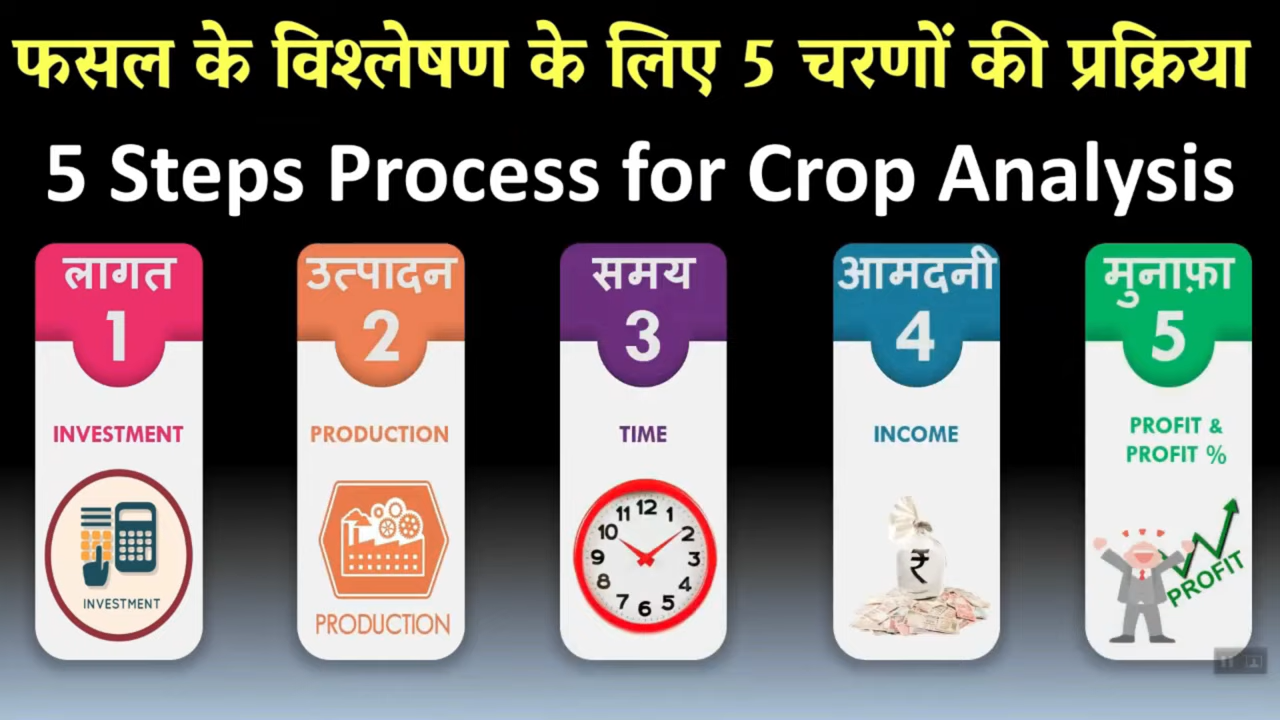 फसल के विश्लेषण के लिए 5 चरणों की प्रक्रिया
5 Steps Process for Crop Analysis
लागत
1
INVESTMENT
INVESTMENT
उत्पादन
2
PRODUCTION
PRODUCTION
समय
3
TIME
12
1
2
3
4
5
6
7
8
9
10
11
आमदनी
4
INCOME
₹
मुनाफ़ा
5
PROFIT &
PROFIT %
PROFIT